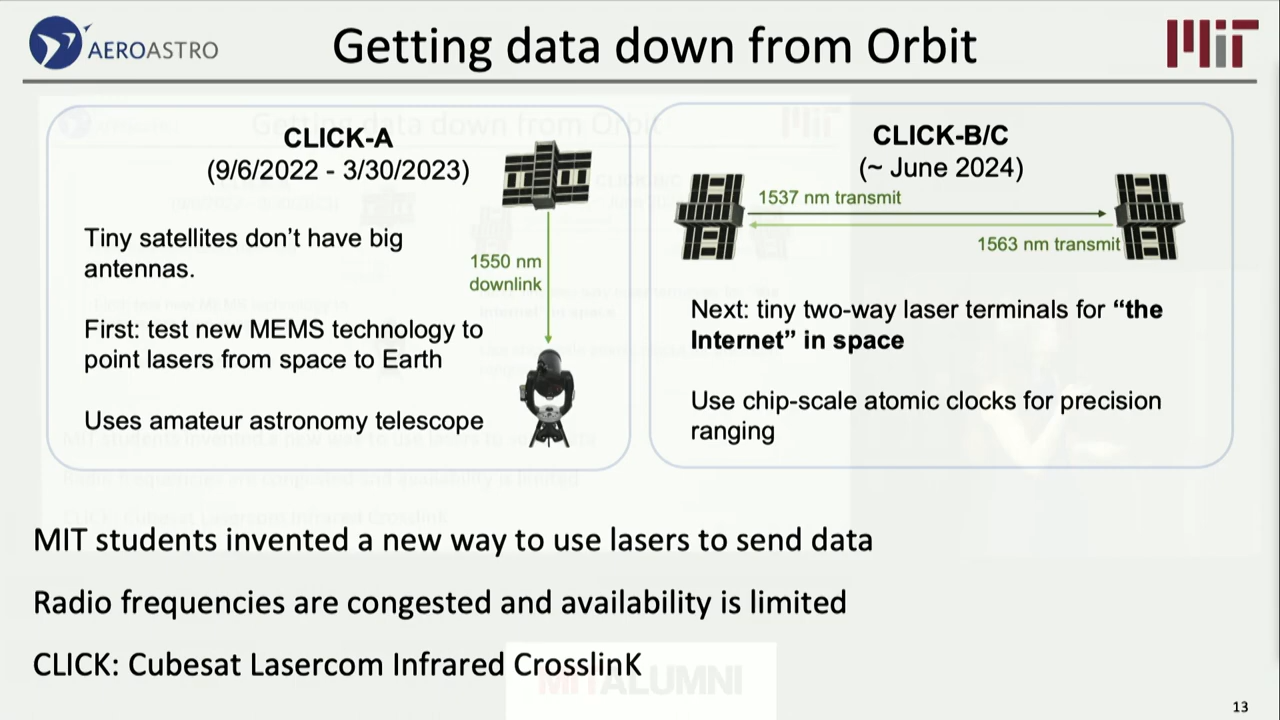 AEROASTRO
Getting data down from Orbit
MIT
CLICK-A
(9/6/2022 - 3/30/2023)
Tiny satellites don’t have big
antennas.
1550 nm
downlink
First: test new MEMS technology to
point lasers from space to Earth
Uses amateur astronomy telescope
CLICK-B/C
(~ June 2024)
1537 nm transmit
1563 nm transmit
Next: tiny two-way laser terminals for “the
Internet” in space
Use chip-scale atomic clocks for precision
ranging
MIT students invented a new way to use lasers to send data
Radio frequencies are congested and availability is limited
CLICK: Cubesat Lasercom Infrared CrosslinK
MIT ALUMNI
13